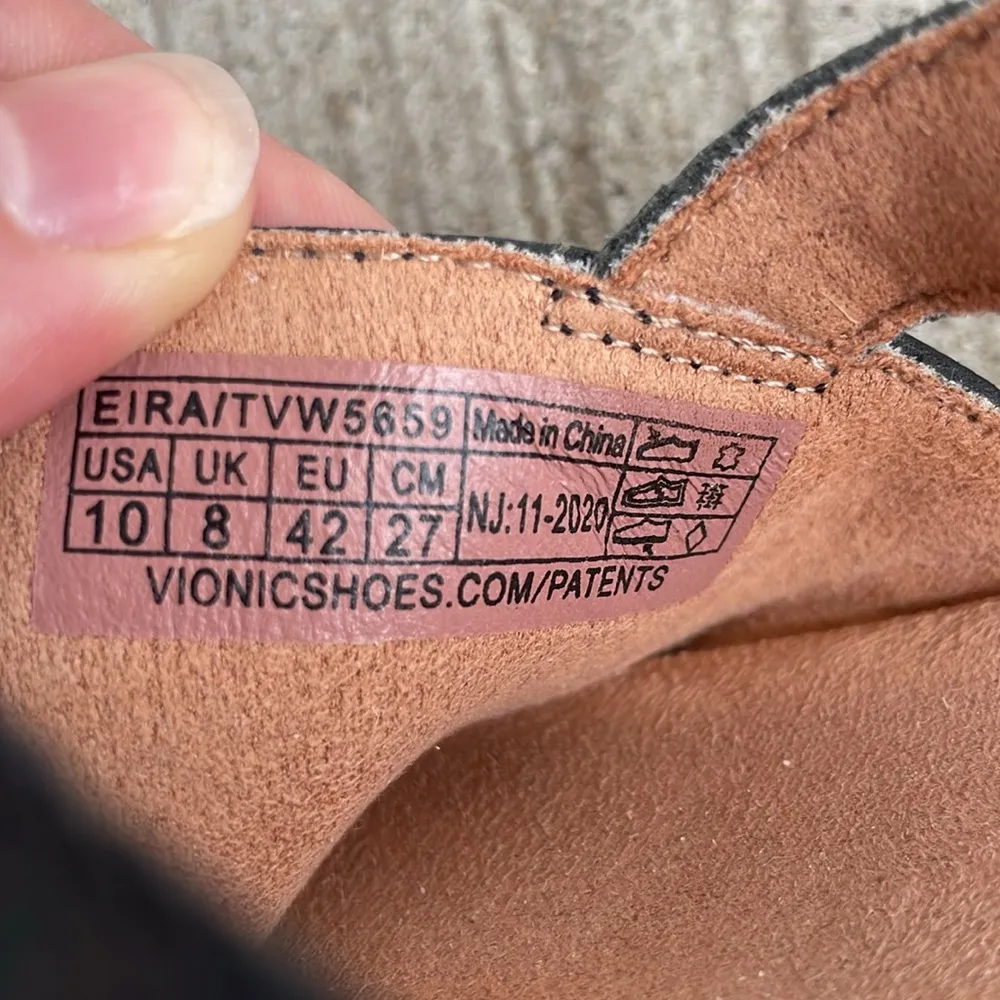 EIRA/TVW5659 Made in China
USA UK EU CM
10 8 42 27 NJ:11-2020
VIONICSHOES.COM/PATENTS